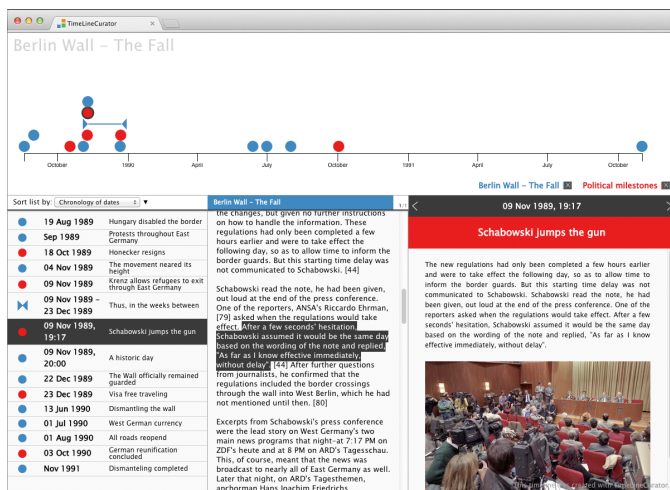 TimeLineCurator
Berlin Wall – The Fall
October
1990
April
July
October
1991
April
July
October
Berlin Wall – The Fall
Political milestones
Sort list by: Chronology of dates
19 Aug 1989 Hungary disabled the border
Sep 1989 Protests throughout East
Germany
18 Oct 1989 Honecker resigns
04 Nov 1989 The movement neared its
height
09 Nov 1989 Krenz allows refugees to exit
through East Germany
09 Nov 1989 –
23 Dec 1989 Thus, in the weeks between
09 Nov 1989,
19:17 Schabowski jumps the gun
09 Nov 1989,
20:00 A historic day
22 Dec 1989 The Wall officially remained
guarded
23 Dec 1989 Visa free traveling
13 Jun 1990 Dismantling the wall
01 Jul 1990 West German currency
01 Aug 1990 All roads reopend
03 Oct 1990 German reunification
concluded
Nov 1991 Dismanteling completed
Berlin Wall – The Fall
1/1
the changes, but given no further instructions
on how to handle the information. These
regulations had only been completed a few
hours earlier and were to take effect the
following day, so as to allow time to inform the
border guards. But this starting time delay was
not communicated to Schabowski. [44]
Schabowski read the note, he had been given,
out loud at the end of the press conference.
One of the reporters, ANSA's Riccardo Ehrman,
[79] asked when the regulations would take
effect. After a few seconds' hesitation,
Schabowski assumed it would be the same day
based on the wording of the note and replied,
"As far as I know effective immediately,
without delay". [44] After further questions
from journalists, he confirmed that the
regulations included the border crossings
through the wall into West Berlin, which he had
not mentioned until then. [80]
Excerpts from Schabowski's press conference
were the lead story on West Germany's two
main news programs that night–at 7:17 PM on
ZDF's heute and at 8 PM on ARD's Tagesschau.
This, of course, meant that the news was
broadcast to nearly all of East Germany as well.
Later that night, on ARD's Tagesthemen,
anchorman Hans Joachim Friedrichs
09 Nov 1989, 19:17
Schabowski jumps the gun
The new regulations had only been completed a few hours earlier
and were to take effect the following day, so as to allow time to
inform the border guards. But this starting time delay was not
communicated to Schabowski. Schabowski read the note, he had
been given, out loud at the end of the press conference. One of the
reporters asked when the regulations would take effect. After a few
seconds' hesitation, Schabowski assumed it would be the same day
based on the wording of the note and replied, "As far as I know
effective immediately, without delay".
This timeline was created with TimeLineCurator.